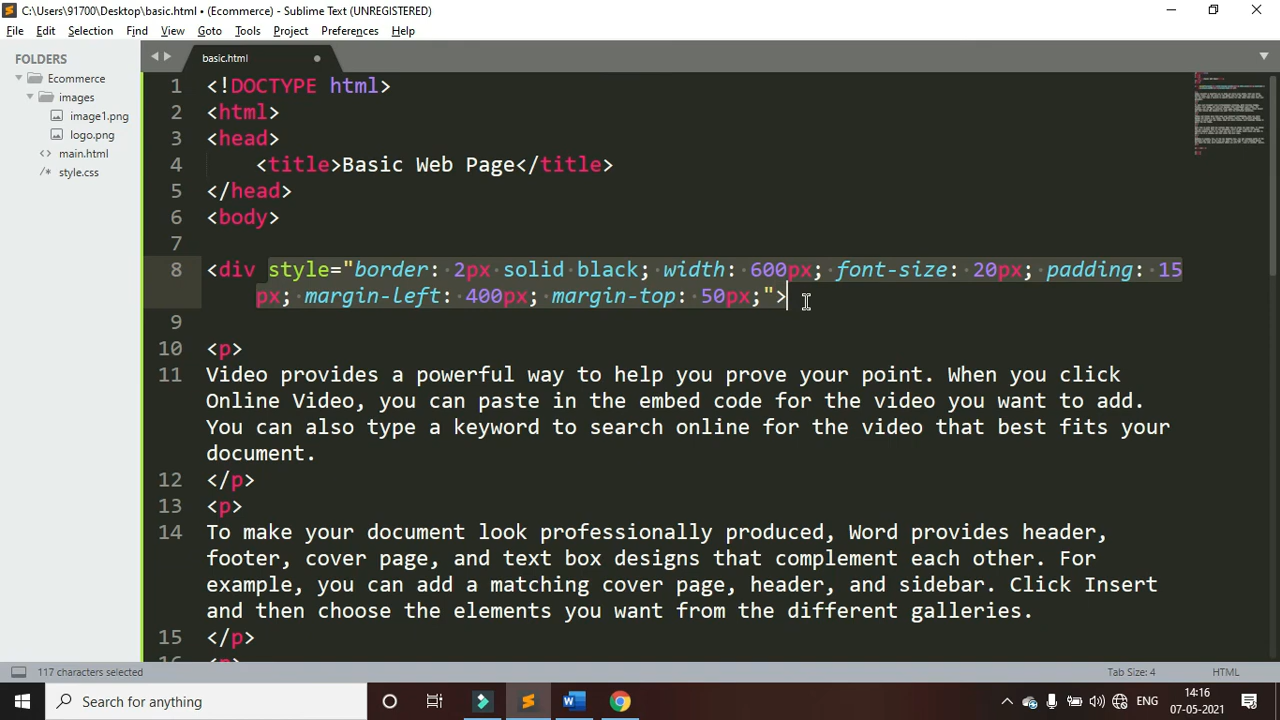 C:\Users\91700\Desktop\basic.html • (Ecommerce) - Sublime Text (UNREGISTERED)
File Edit Selection Find View Goto Tools Project Preferences Help
FOLDERS
Ecommerce
images
image1.png
logo.png
main.html
style.css
basic.html
1 <!DOCTYPE html>
2 <html>
3 <head>
4 <title>Basic Web Page</title>
5 </head>
6 <body>
7
8 <div style="border: 2px solid black; width: 600px; font-size: 20px; padding: 15
px; margin-left: 400px; margin-top: 50px;">
9
10 <p>
11 Video provides a powerful way to help you prove your point. When you click
Online Video, you can paste in the embed code for the video you want to add.
You can also type a keyword to search online for the video that best fits your
document.
12 </p>
13 <p>
14 To make your document look professionally produced, Word provides header,
footer, cover page, and text box designs that complement each other. For
example, you can add a matching cover page, header, and sidebar. Click Insert
and then choose the elements you want from the different galleries.
15 </p>
16 <p>
117 characters selected Tab Size: 4 HTML
Search for anything ENG 14:16
07-05-2021